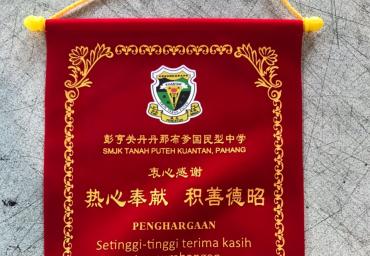 KUANTAN
彭亨关丹丹那布爹国民型中学
SMJK TANAH PUTEH KUANTAN, PAHANG
衷心感谢
热心奉献 积善德昭
PENGHARGAAN
Setinggi-tinggi terima kasih